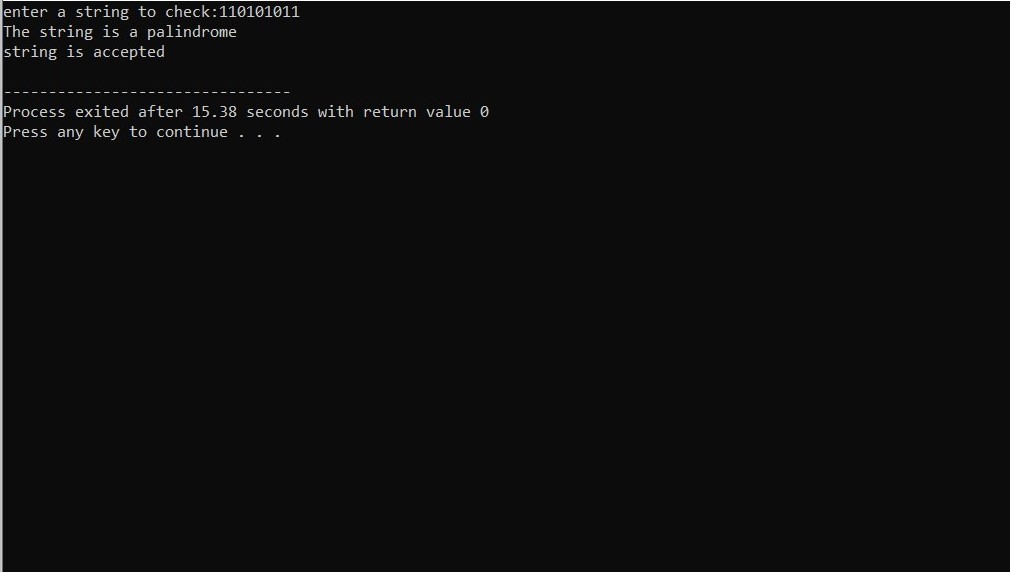 enter a string to check:110101011
The string is a palindrome
string is accepted
--------------------------------
Process exited after 15.38 seconds with return value 0
Press any key to continue . . .